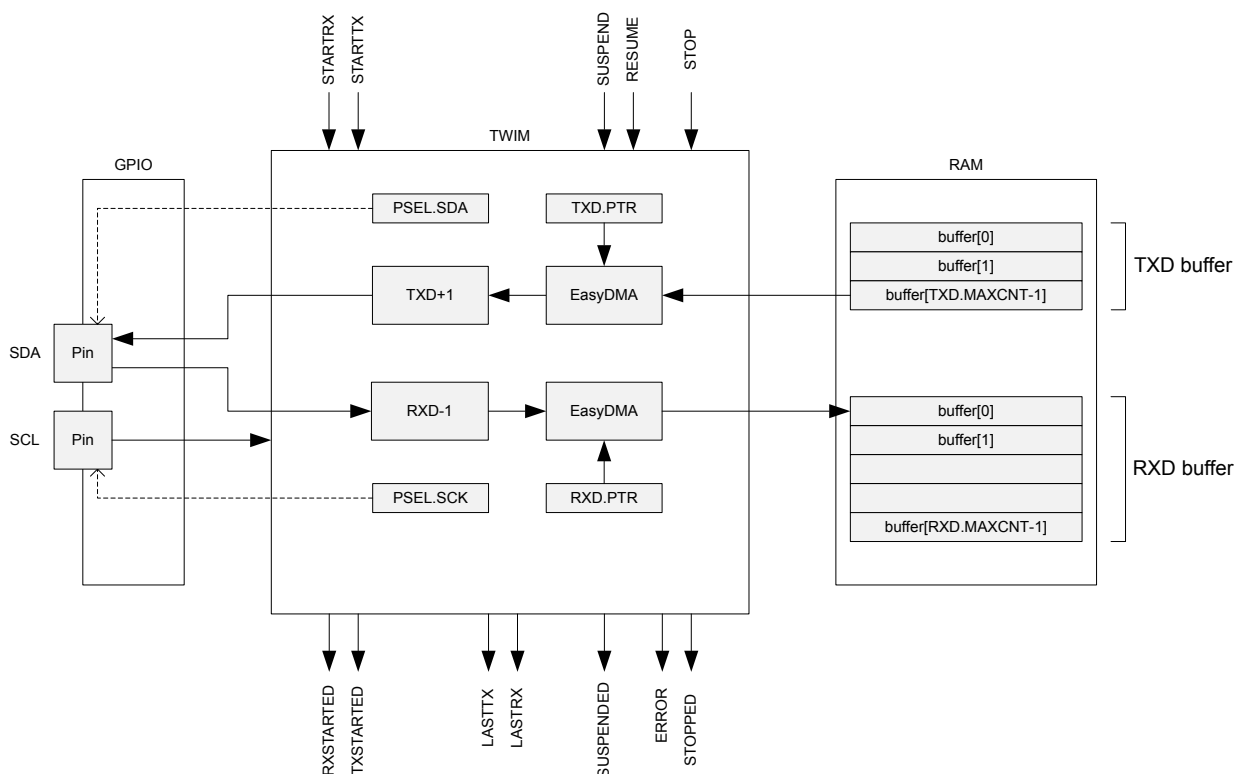 STARTRX
STARTTX
SUSPEND
RESUME
STOP
TWIM
GPIO
RAM
PSEL.SDA
TXD.PTR
buffer[0]
buffer[1]
buffer[TXD.MAXCNT-1]
TXD buffer
TXD+1
EasyDMA
SDA
Pin
RXD-1
EasyDMA
buffer[0]
buffer[1]
buffer[RXD.MAXCNT-1]
RXD buffer
SCL
Pin
PSEL.SCK
RXD.PTR
RXSTARTED
TXSTARTED
LASTTX
LASTRX
SUSPENDED
ERROR
STOPPED